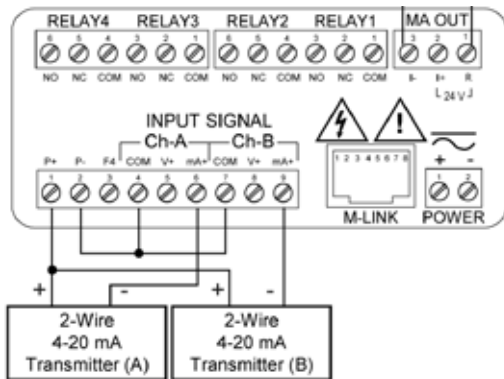 RELAY4 RELAY3 RELAY2 RELAY1 MA OUT
6 5 4 3 2 1 6 5 4 3 2 1 3 2 1
NO NC COM NO NC COM NO NC COM NO NC COM I- I+ R
24 V
INPUT SIGNAL
Ch-A Ch-B
P+ P- F4 COM V+ mA+ COM V+ mA+
1 2 3 4 5 6 7 8 9
1 2 3 4 5 6 7 8
+ -
1 2
M-LINK POWER
+ - + -
2-Wire 2-Wire
4-20 mA 4-20 mA
Transmitter (A) Transmitter (B)